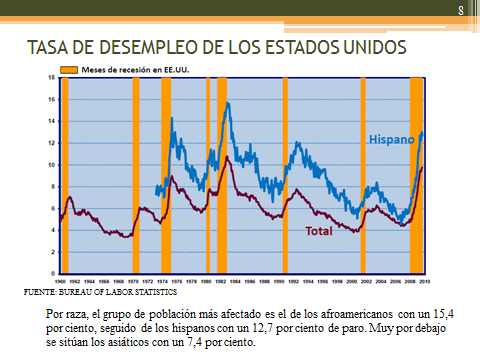 8
TASA DE DESEMPLEO DE LOS ESTADOS UNIDOS
Meses de recesión en EE.UU.
18
16
14
12
10
8
6
4
2
0
Hispano
Total
1960 1962 1964 1966 1968 1970 1972 1974 1976 1978 1980 1982 1984 1986 1988 1990 1992 1994 1996 1998 2000 2002 2004 2006 2008 2010
FUENTE: BUREAU OF LABOR STATISTICS
Por raza, el grupo de población más afectado es el de los afroamericanos con un 15,4
por ciento, seguido de los hispanos con un 12,7 por ciento de paro. Muy por debajo
se sitúan los asiáticos con un 7,4 por ciento.